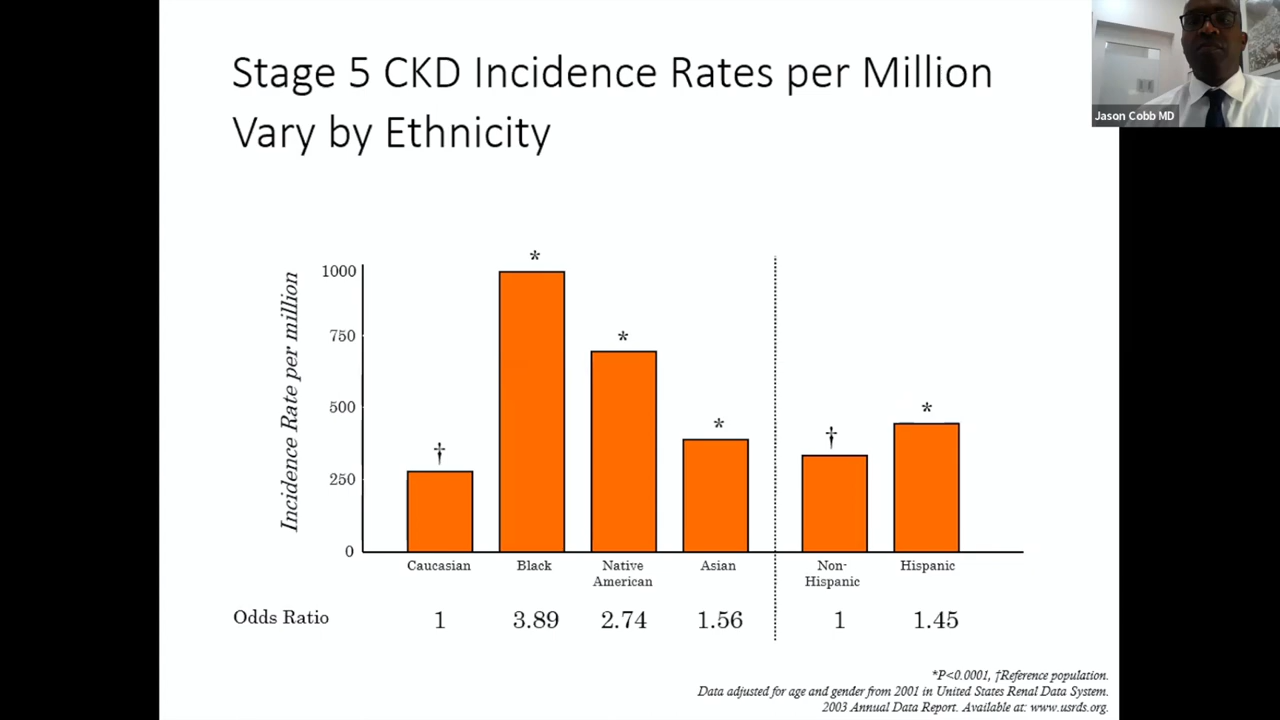 Stage 5 CKD Incidence Rates per Million
Vary by Ethnicity
Jason Cobb MD
Incidence Rate per million
1000
750
500
250
0
*
*
*
*
†
†
Caucasian
Black
Native
American
Asian
Non-
Hispanic
Hispanic
Odds Ratio 1 3.89 2.74 1.56 1 1.45
*P<0.0001, †Reference population.
Data adjusted for age and gender from 2001 in United States Renal Data System.
2003 Annual Data Report. Available at: www.usrds.org.